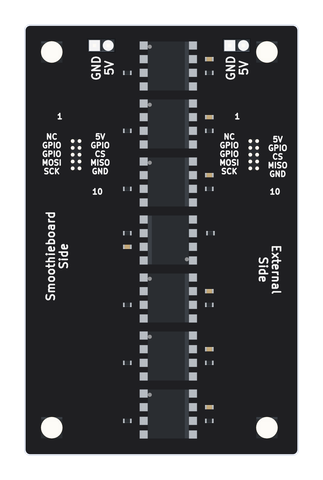 GND
5V
GND
5V
1
1
NC
GPIO
GPIO
MOSI
SCK
5V
GPIO
CS
MISO
GND
10
NC
GPIO
GPIO
MOSI
SCK
5V
GPIO
CS
MISO
GND
10
Smoothieboard
Side
External
Side